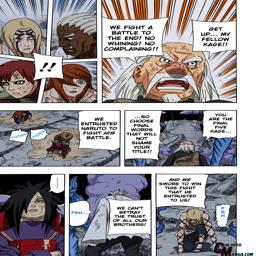 GET
UP... MY
FELLOW
KAGE!!
WE FIGHT
A BATTLE TO
THE END! NO
WHINING! NO
COMPLAINING!!
!!
YOU ARE
THE FINAL
FIVE
KAGE...
...SO
CHOOSE
FINAL
WORDS
THAT WILL
NOT SHAME
YOUR
TITLE!!
WE
ENTRUSTED
NARUTO TO
FIGHT ARE
BATTLE.
AND WE
SWORE TO WIN
THIS FIGHT
THAT HE
ENTRUSTED
TO US!
WE CAN'T
BETRAY
THE TRUST
OF ALL OUR
BROTHERS!